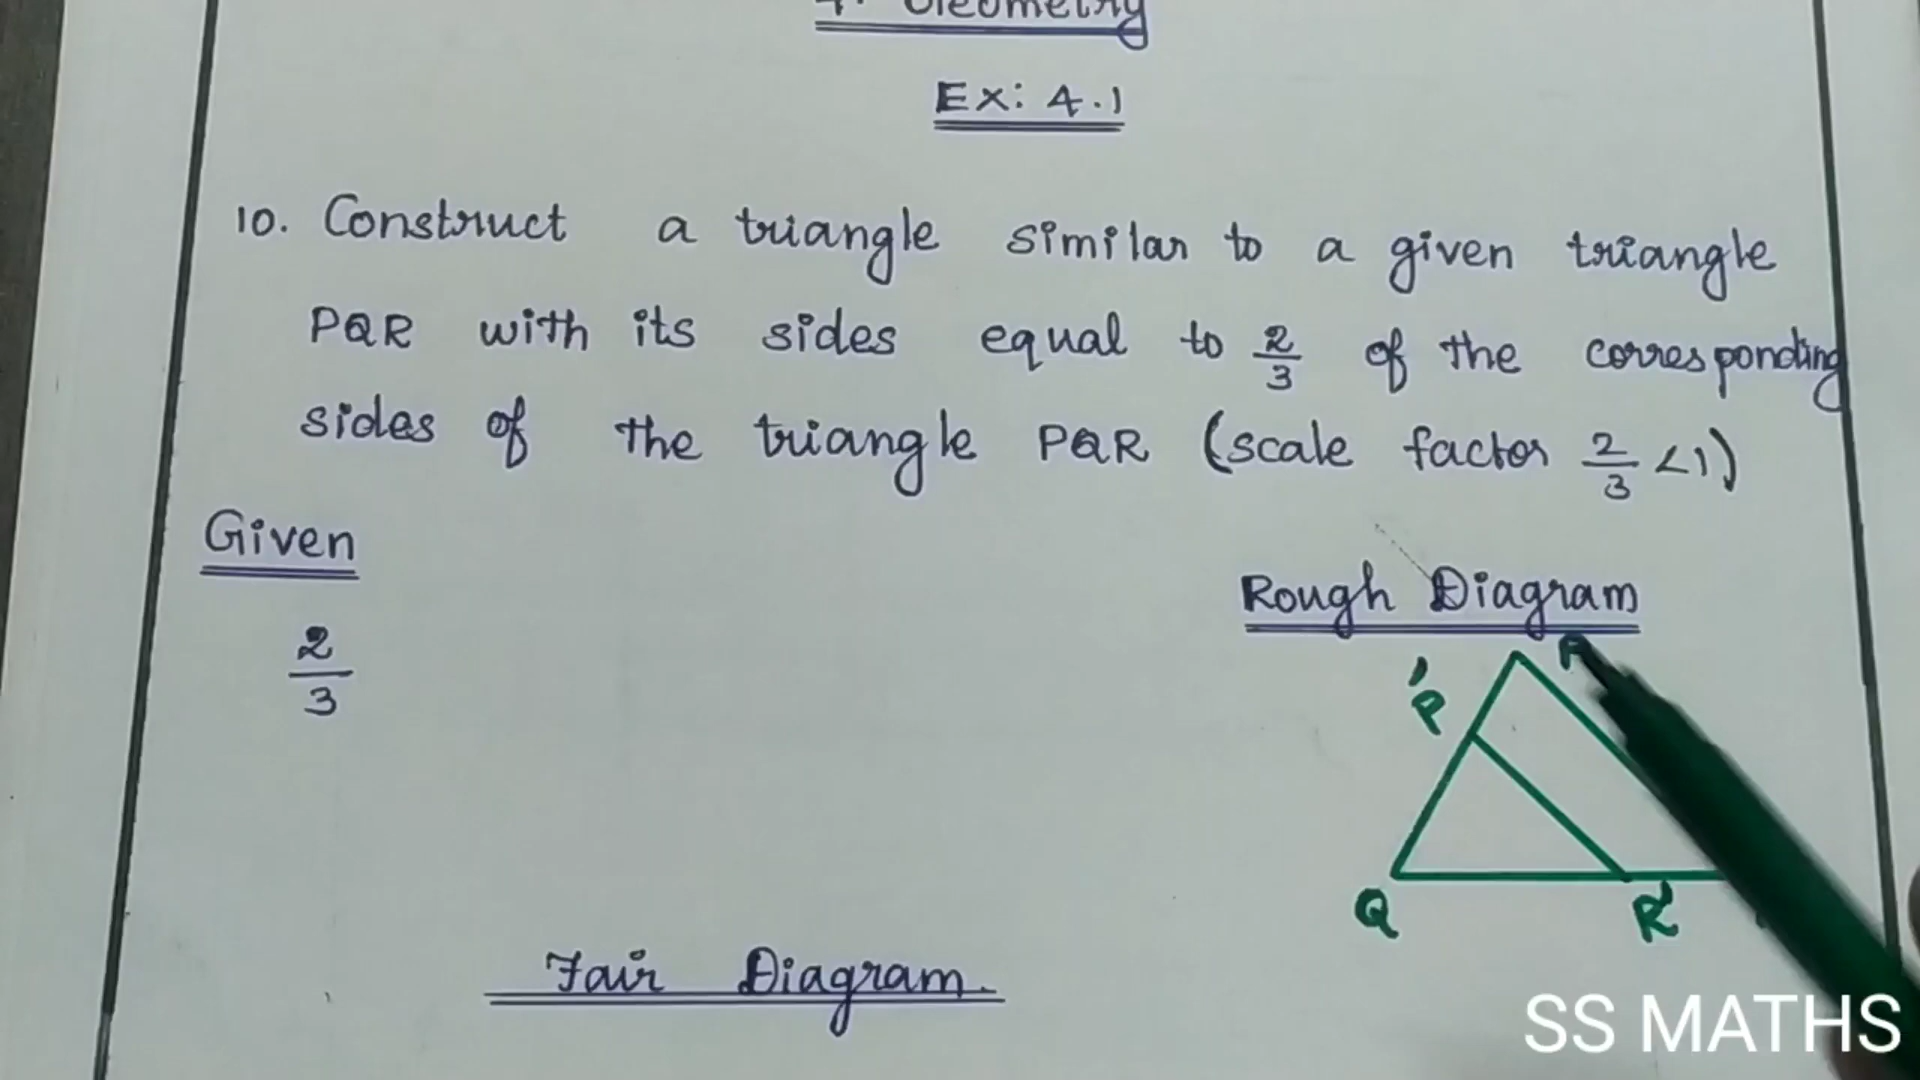 4. Geometry
Ex: 4.1
10. Construct a triangle similar to a given triangle
PQR with its sides equal to 2/3 of the corresponding
sides of the triangle PQR (scale factor 2/3 <1)
Given
2/3
Rough Diagram
P
'P
Q
R'
Fair Diagram.
SS MATHS